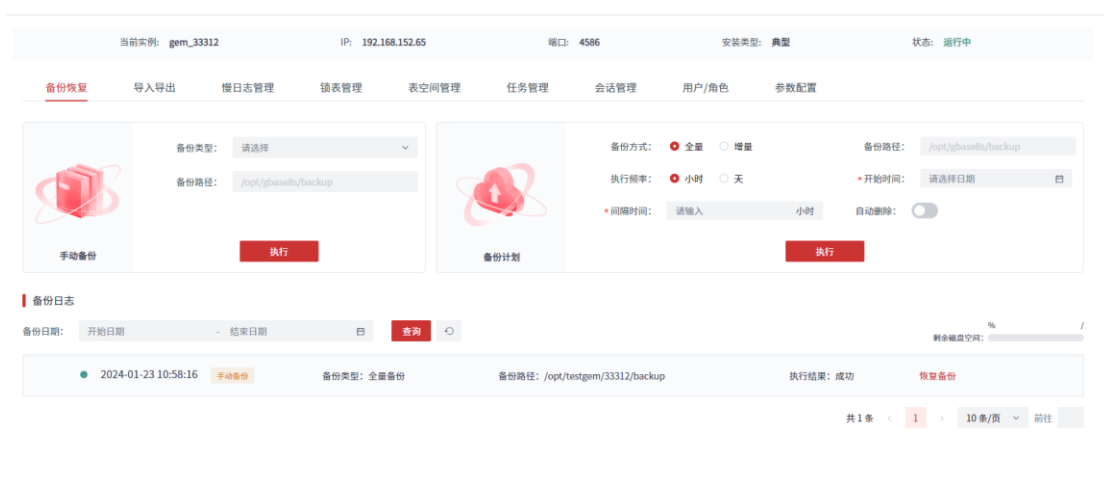 当前实例: gem_33312 IP: 192.168.152.65 端口: 4586 安装类型: 典型 状态: 运行中
备份恢复 导入导出 慢日志管理 锁表管理 表空间管理 任务管理 会话管理 用户/角色 参数配置
备份类型: 请选择
备份路径: /opt/gbase8s/backup
手动备份
执行
备份方式: 全量 增量 备份路径: /opt/gbase8s/backup
执行频率: 小时 天 * 开始时间: 请选择日期
* 间隔时间: 请输入 小时 自动删除:
备份计划
执行
备份日志
备份日期: 开始日期 - 结束日期 查询
% /
剩余磁盘空间:
2024-01-23 10:58:16 手动备份 备份类型: 全量备份 备份路径: /opt/testgem/33312/backup 执行结果: 成功 恢复备份
共 1 条 < 1 > 10 条/页 前往